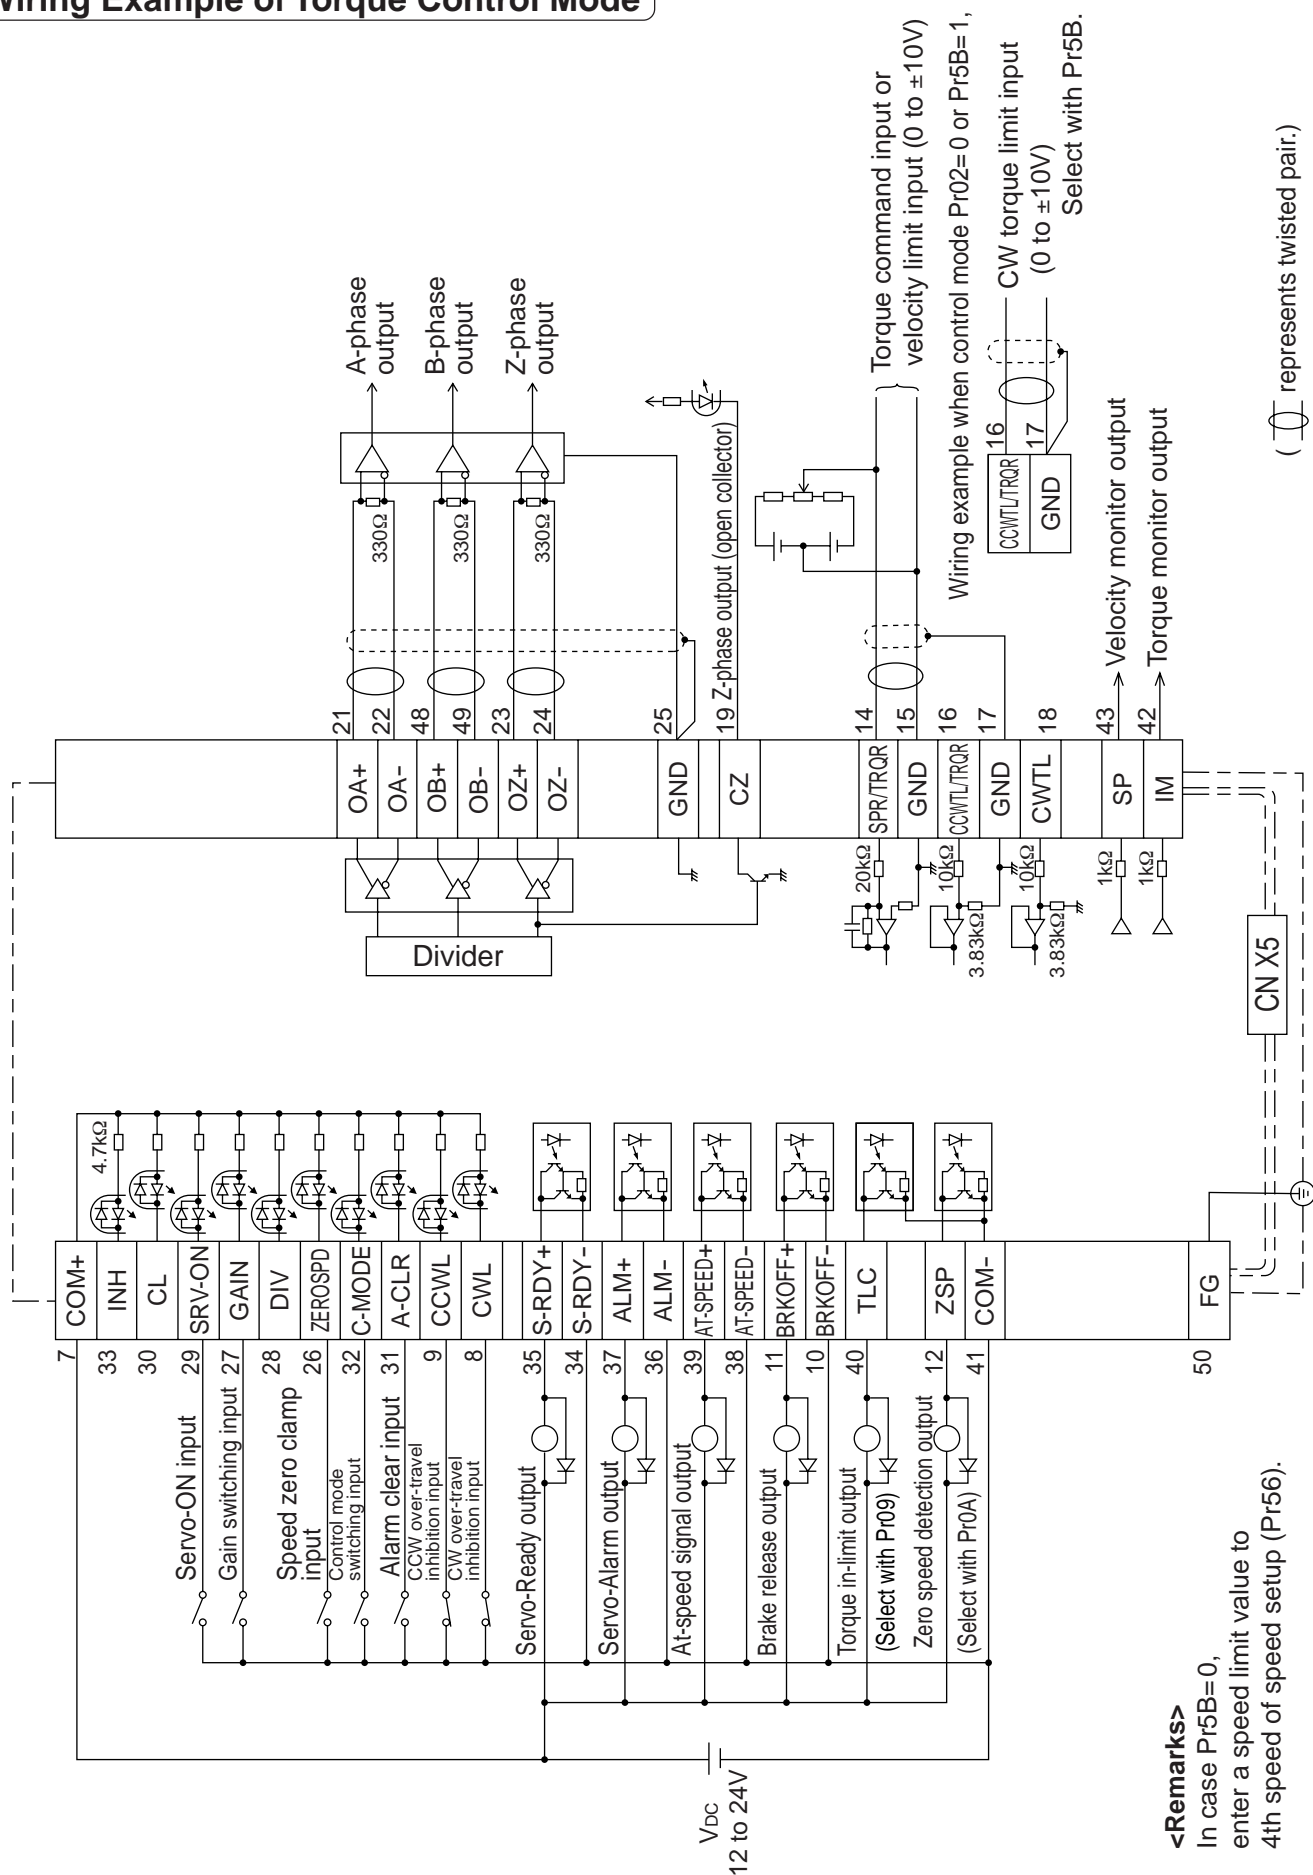 Wiring Example of Torque Control Mode
VDC
12 to 24V
7
33
30
29
27
28
26
32
31
9
8
35
34
37
36
39
38
11
10
40
12
41
50
Servo-ON input
Gain switching input
Speed zero clamp
input
Control mode
switching input
Alarm clear input
CCW over-travel
inhibition input
CW over-travel
inhibition input
Servo-Ready output
Servo-Alarm output
At-speed signal output
Brake release output
Torque in-limit output
(Select with Pr09)
Zero speed detection output
(Select with Pr0A)
COM+
INH
CL
SRV-ON
GAIN
DIV
ZEROSPD
C-MODE
A-CLR
CCWL
CWL
S-RDY+
S-RDY−
ALM+
ALM−
AT-SPEED+
AT-SPEED−
BRKOFF+
BRKOFF−
TLC
ZSP
COM−
FG
4.7kΩ
CN X5
Divider
20kΩ
10kΩ
3.83kΩ
10kΩ
3.83kΩ
1kΩ
1kΩ
OA+
OA−
OB+
OB−
OZ+
OZ−
GND
CZ
SPR/TRQR
GND
CCWTL/TRQR
GND
CWTL
SP
IM
21
22
48
49
23
24
25
19
14
15
16
17
18
43
42
330Ω
330Ω
330Ω
A-phase
output
B-phase
output
Z-phase
output
Z-phase output (open collector)
Torque command input or
velocity limit input (0 to ±10V)
Wiring example when control mode Pr02=0 or Pr5B=1,
CCWTL/TRQR
GND
16
17
CW torque limit input
(0 to ±10V)
Select with Pr5B.
Velocity monitor output
Torque monitor output
( represents twisted pair.)
<Remarks>
In case Pr5B=0,
enter a speed limit value to
4th speed of speed setup (Pr56).